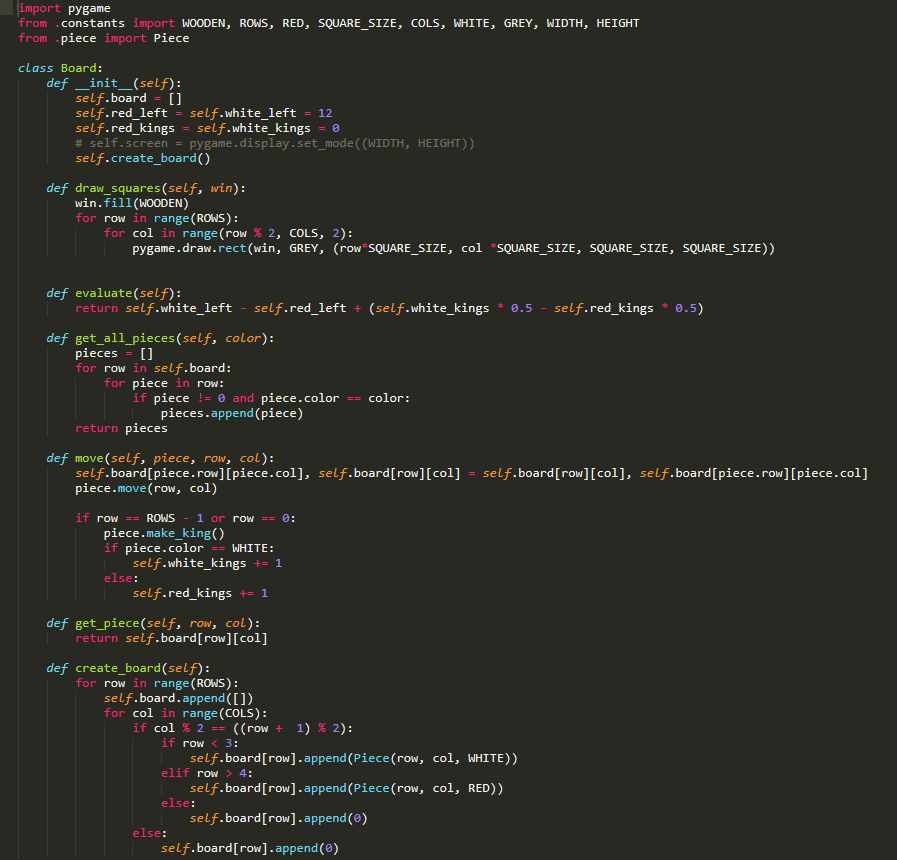 import pygame
from .constants import WOODEN, ROWS, RED, SQUARE_SIZE, COLS, WHITE, GREY, WIDTH, HEIGHT
from .piece import Piece

class Board:
    def __init__(self):
        self.board = []
        self.red_left = self.white_left = 12
        self.red_kings = self.white_kings = 0
        # self.screen = pygame.display.set_mode((WIDTH, HEIGHT))
        self.create_board()

    def draw_squares(self, win):
        win.fill(WOODEN)
        for row in range(ROWS):
            for col in range(row % 2, COLS, 2):
                pygame.draw.rect(win, GREY, (row*SQUARE_SIZE, col *SQUARE_SIZE, SQUARE_SIZE, SQUARE_SIZE))


    def evaluate(self):
        return self.white_left - self.red_left + (self.white_kings * 0.5 - self.red_kings * 0.5)

    def get_all_pieces(self, color):
        pieces = []
        for row in self.board:
            for piece in row:
                if piece != 0 and piece.color == color:
                    pieces.append(piece)
        return pieces

    def move(self, piece, row, col):
        self.board[piece.row][piece.col], self.board[row][col] = self.board[row][col], self.board[piece.row][piece.col]
        piece.move(row, col)

        if row == ROWS - 1 or row == 0:
            piece.make_king()
            if piece.color == WHITE:
                self.white_kings += 1
            else:
                self.red_kings += 1

    def get_piece(self, row, col):
        return self.board[row][col]

    def create_board(self):
        for row in range(ROWS):
            self.board.append([])
            for col in range(COLS):
                if col % 2 == ((row +  1) % 2):
                    if row < 3:
                        self.board[row].append(Piece(row, col, WHITE))
                    elif row > 4:
                        self.board[row].append(Piece(row, col, RED))
                    else:
                        self.board[row].append(0)
                else:
                    self.board[row].append(0)